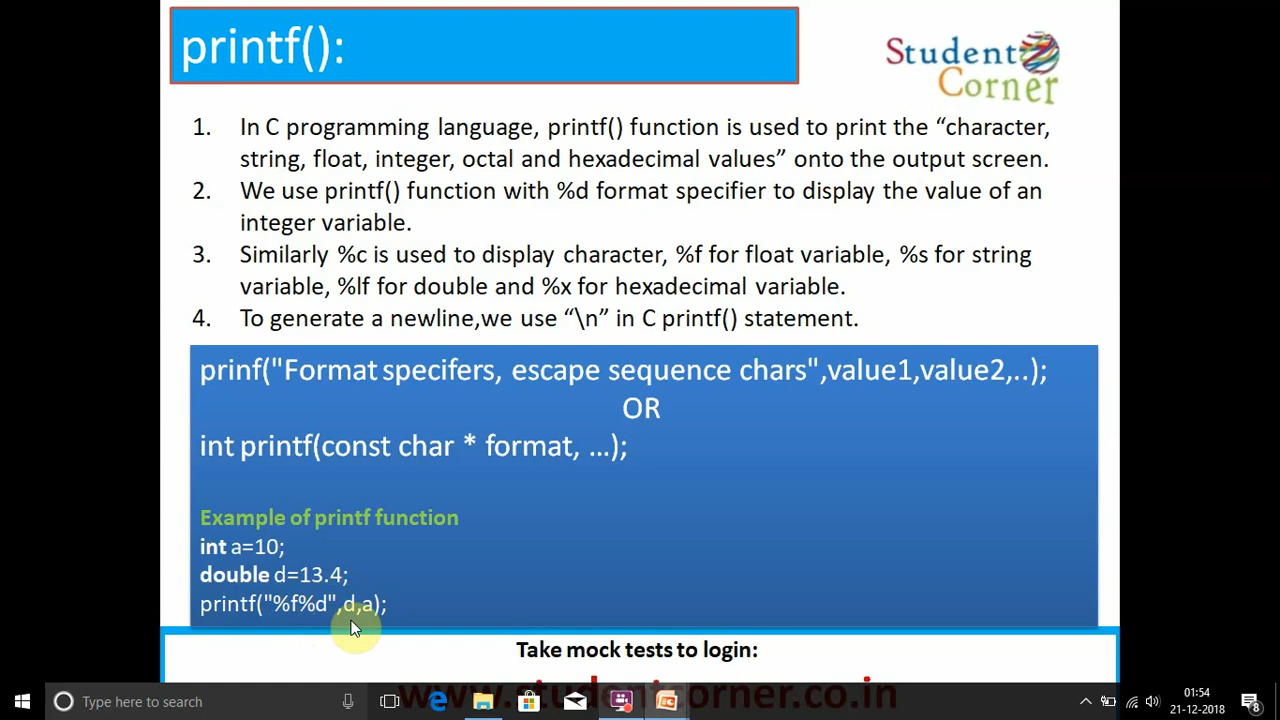 printf():
Student
Corner
1. In C programming language, printf() function is used to print the “character,
string, float, integer, octal and hexadecimal values” onto the output screen.
2. We use printf() function with %d format specifier to display the value of an
integer variable.
3. Similarly %c is used to display character, %f for float variable, %s for string
variable, %lf for double and %x for hexadecimal variable.
4. To generate a newline,we use “\n” in C printf() statement.
prinf("Format specifers, escape sequence chars",value1,value2,..);
OR
int printf(const char * format, …);
Example of printf function
int a=10;
double d=13.4;
printf("%f%d",d,a);
Take mock tests to login:
Type here to search
01:54
21-12-2018
8